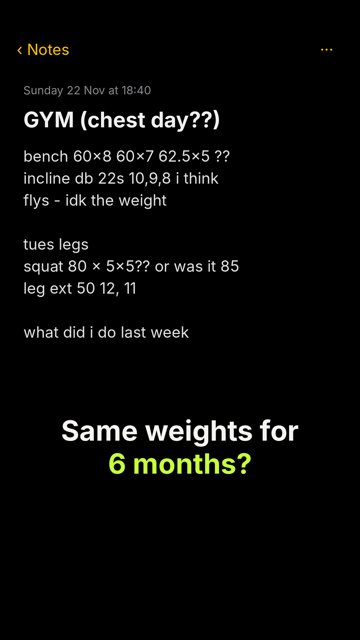 ‹ Notes
...
Sunday 22 Nov at 18:40
GYM (chest day??)
bench 60×8 60×7 62.5×5 ??
incline db 22s 10,9,8 i think
flys - idk the weight
tues legs
squat 80 × 5×5?? or was it 85
leg ext 50 12, 11
what did i do last week
Same weights for
6 months?